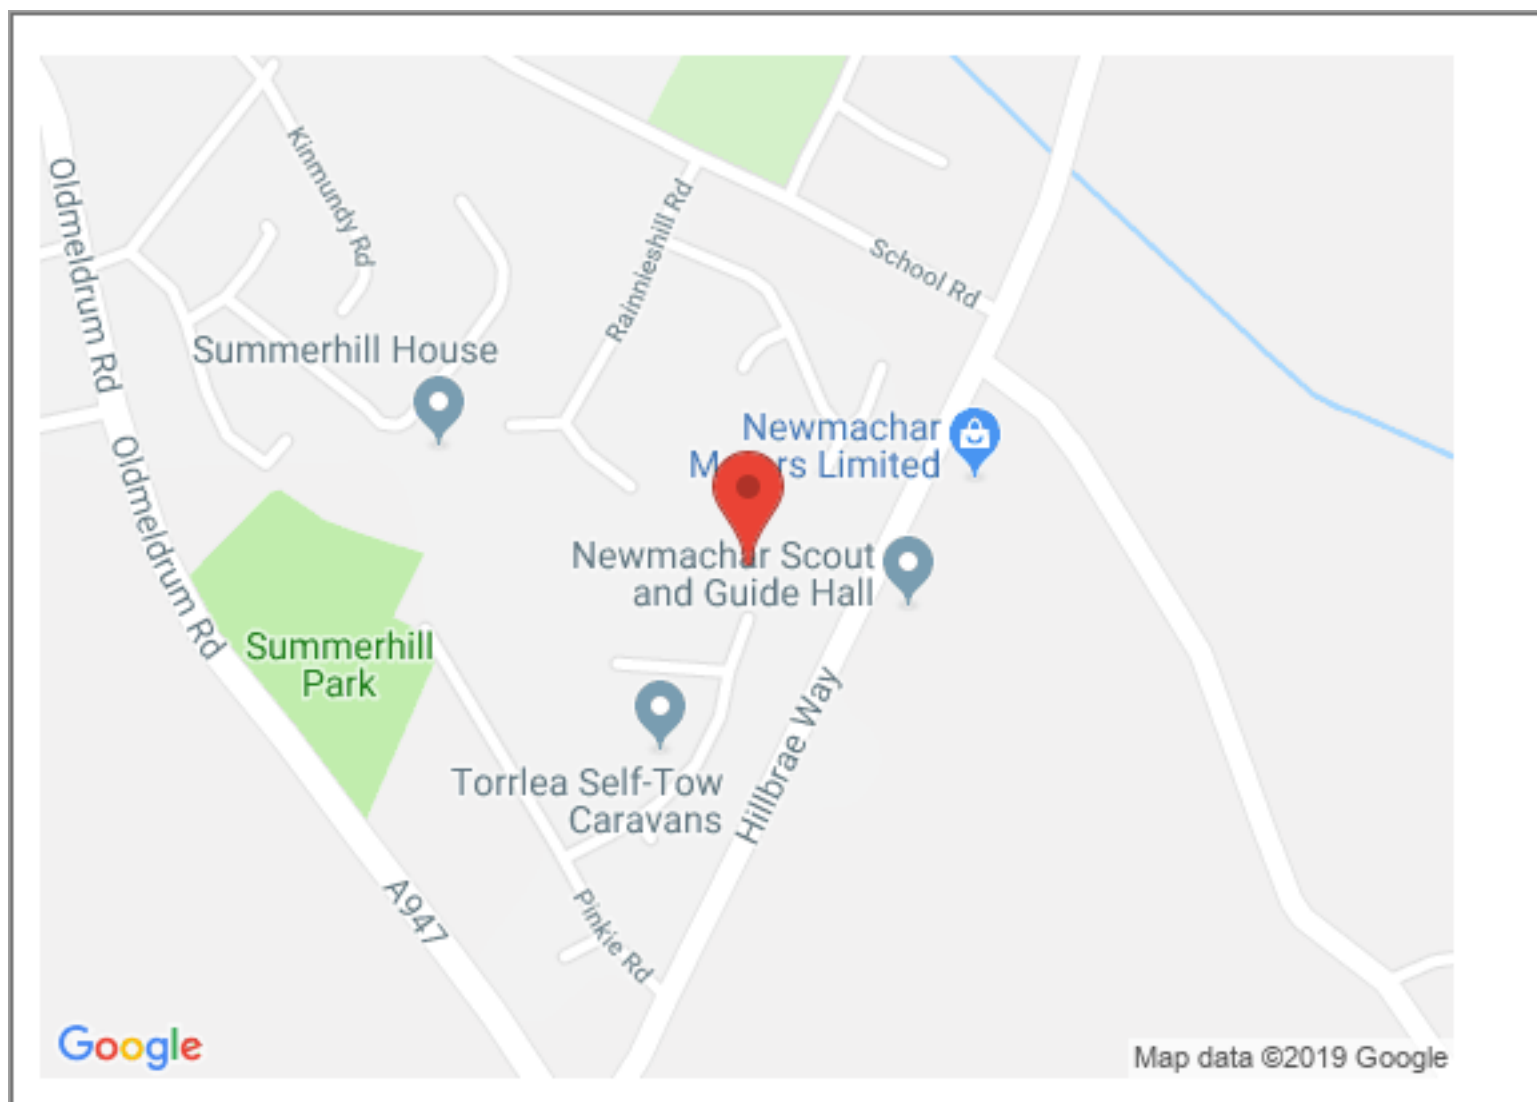 Kinmundy Rd
Oldmeldrum Rd
Rainnieshill Rd
School Rd
Summerhill House
Newmachar
Limited
Oldmeldrum Rd
Newmachar Scout
and Guide Hall
Summerhill
Park
Hillbrae Way
Torrlea Self-Tow
Caravans
A947
Pinkie Rd
Google
Map data ©2019 Google